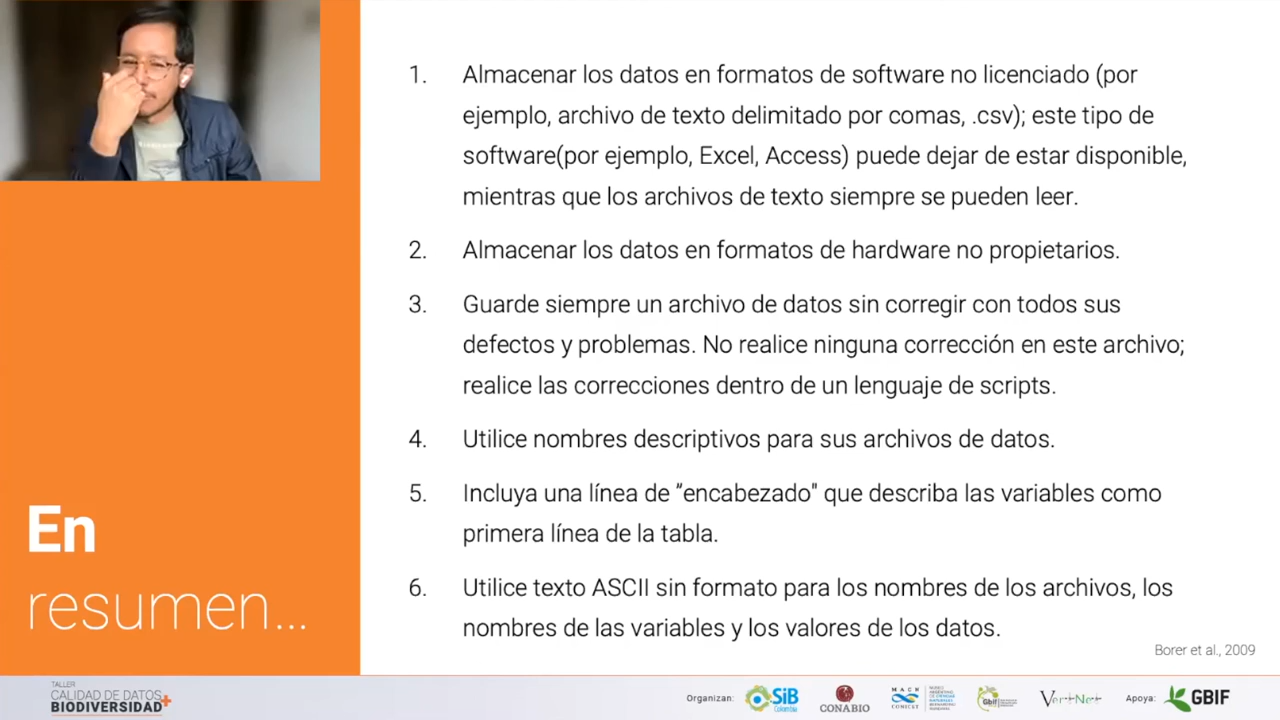 1. Almacenar los datos en formatos de software no licenciado (por
ejemplo, archivo de texto delimitado por comas, .csv); este tipo de
software(por ejemplo, Excel, Access) puede dejar de estar disponible,
mientras que los archivos de texto siempre se pueden leer.
2. Almacenar los datos en formatos de hardware no propietarios.
3. Guarde siempre un archivo de datos sin corregir con todos sus
defectos y problemas. No realice ninguna corrección en este archivo;
realice las correcciones dentro de un lenguaje de scripts.
4. Utilice nombres descriptivos para sus archivos de datos.
5. Incluya una línea de ”encabezado" que describa las variables como
primera línea de la tabla.
6. Utilice texto ASCII sin formato para los nombres de los archivos, los
nombres de las variables y los valores de los datos.
Borer et al., 2009
En
resumen...
TALLER
CALIDAD DE DATOS
BIODIVERSIDAD+
Organizan:
SiB
Colombia
CONABIO
MACN
CONICET
Gbif
VertNet
Apoya:
GBIF